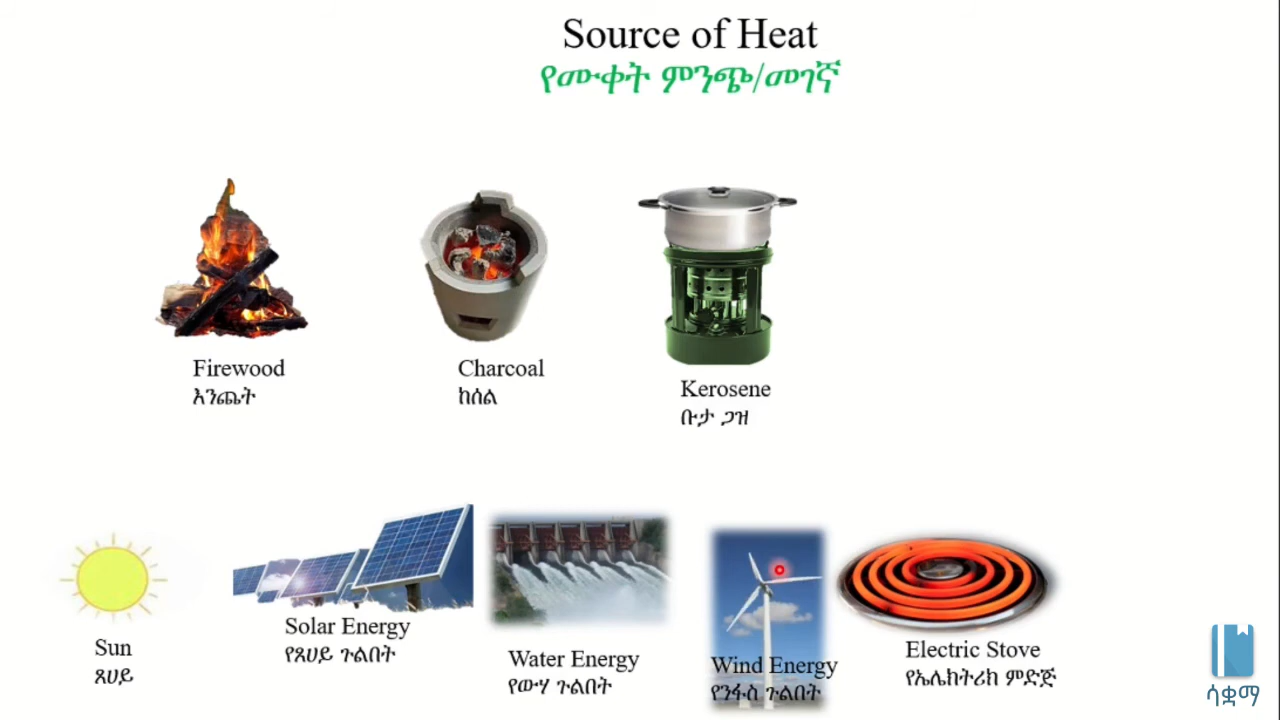 Source of Heat
የሙቀት ምንጭ/መገኛ
Firewood
እንጨት
Charcoal
ከሰል
Kerosene
ቡታ ጋዝ
Sun
ጸሀይ
Solar Energy
የጸሀይ ጉልበት
Water Energy
የውሃ ጉልበት
Wind Energy
የንፋስ ጉልበት
Electric Stove
የኤሌክትሪክ ምድጅ
ሳቋማ